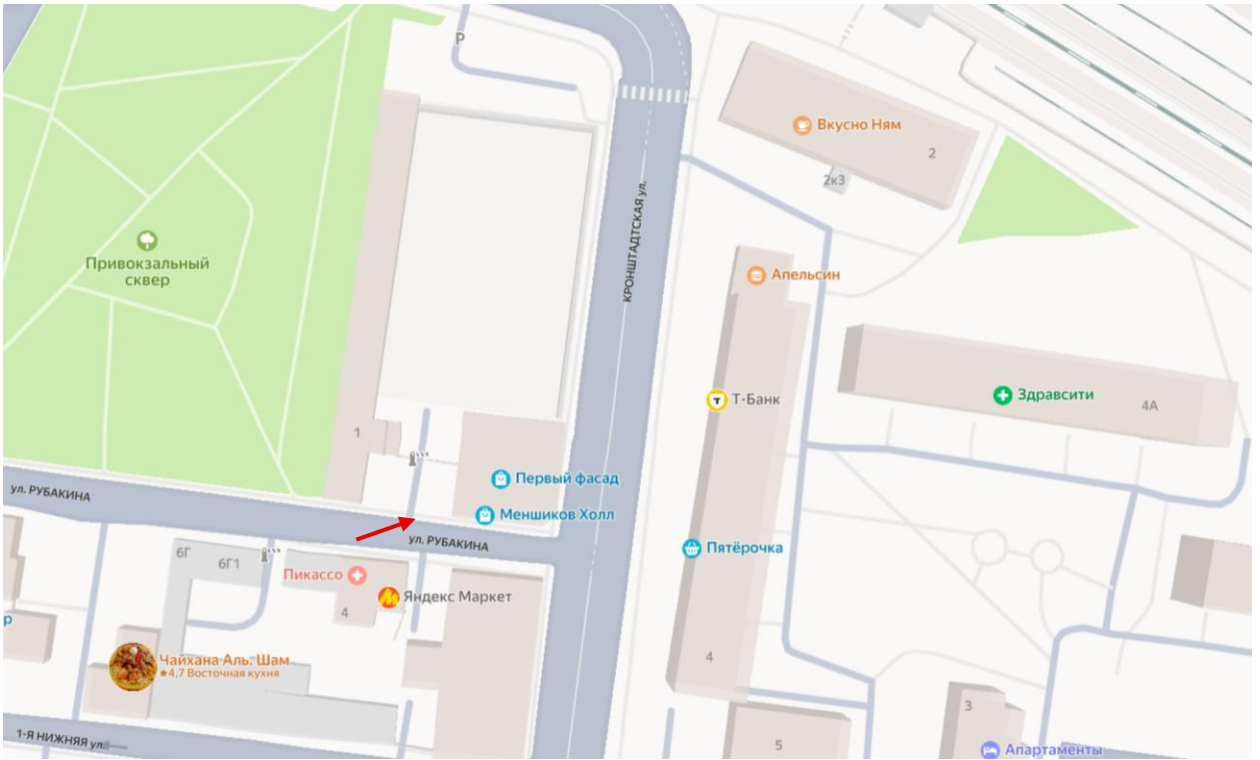 P
Вкусно Ням
2
2к3
КРОНШТАДТСКАЯ ул.
Привокзальный
сквер
Апельсин
Т
Т-Банк
Здравсити
4А
1
Первый фасад
ул. РУБАКИНА
Меншиков Холл
ул. РУБАКИНА
Пятёрочка
6Г
6Г1
Пикассо
Яндекс Маркет
4
р
Чайхана Аль. Шам
★4,7 Восточная кухня
4
3
1-Я НИЖНЯЯ ул.
5
Апартаменты